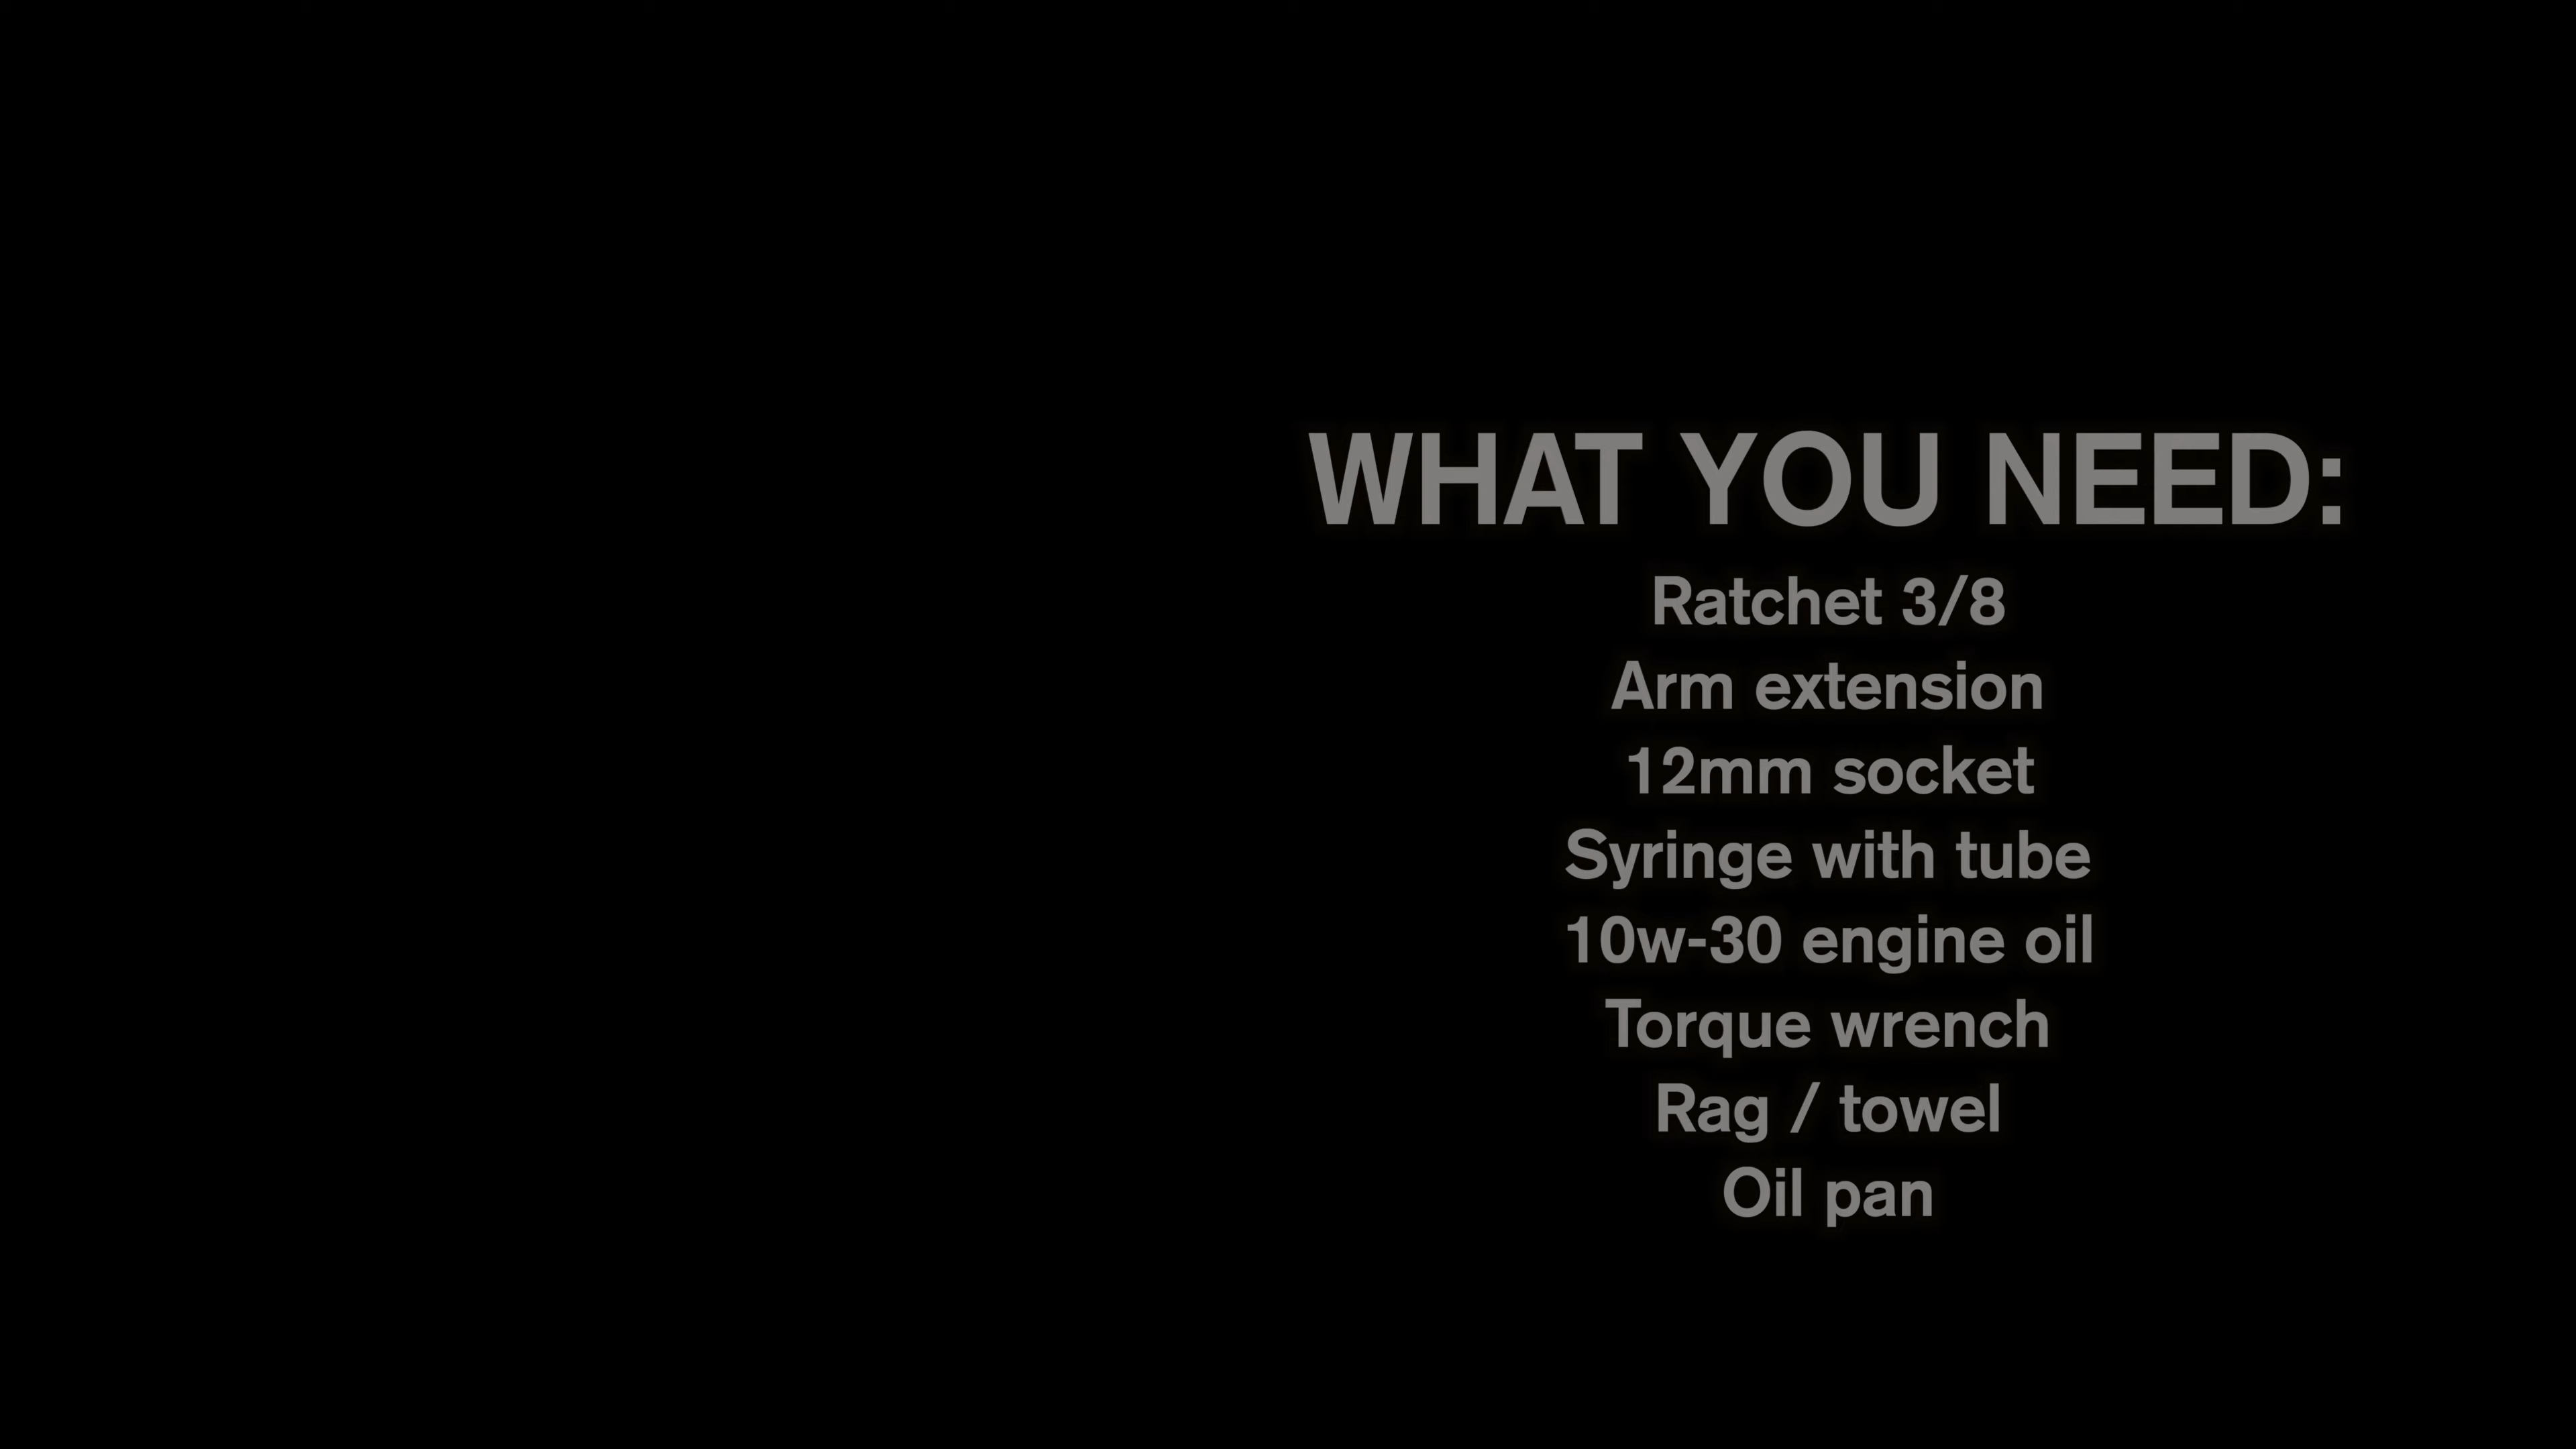 WHAT YOU NEED:
Ratchet 3/8
Arm extension
12mm socket
Syringe with tube
10w-30 engine oil
Torque wrench
Rag / towel
Oil pan